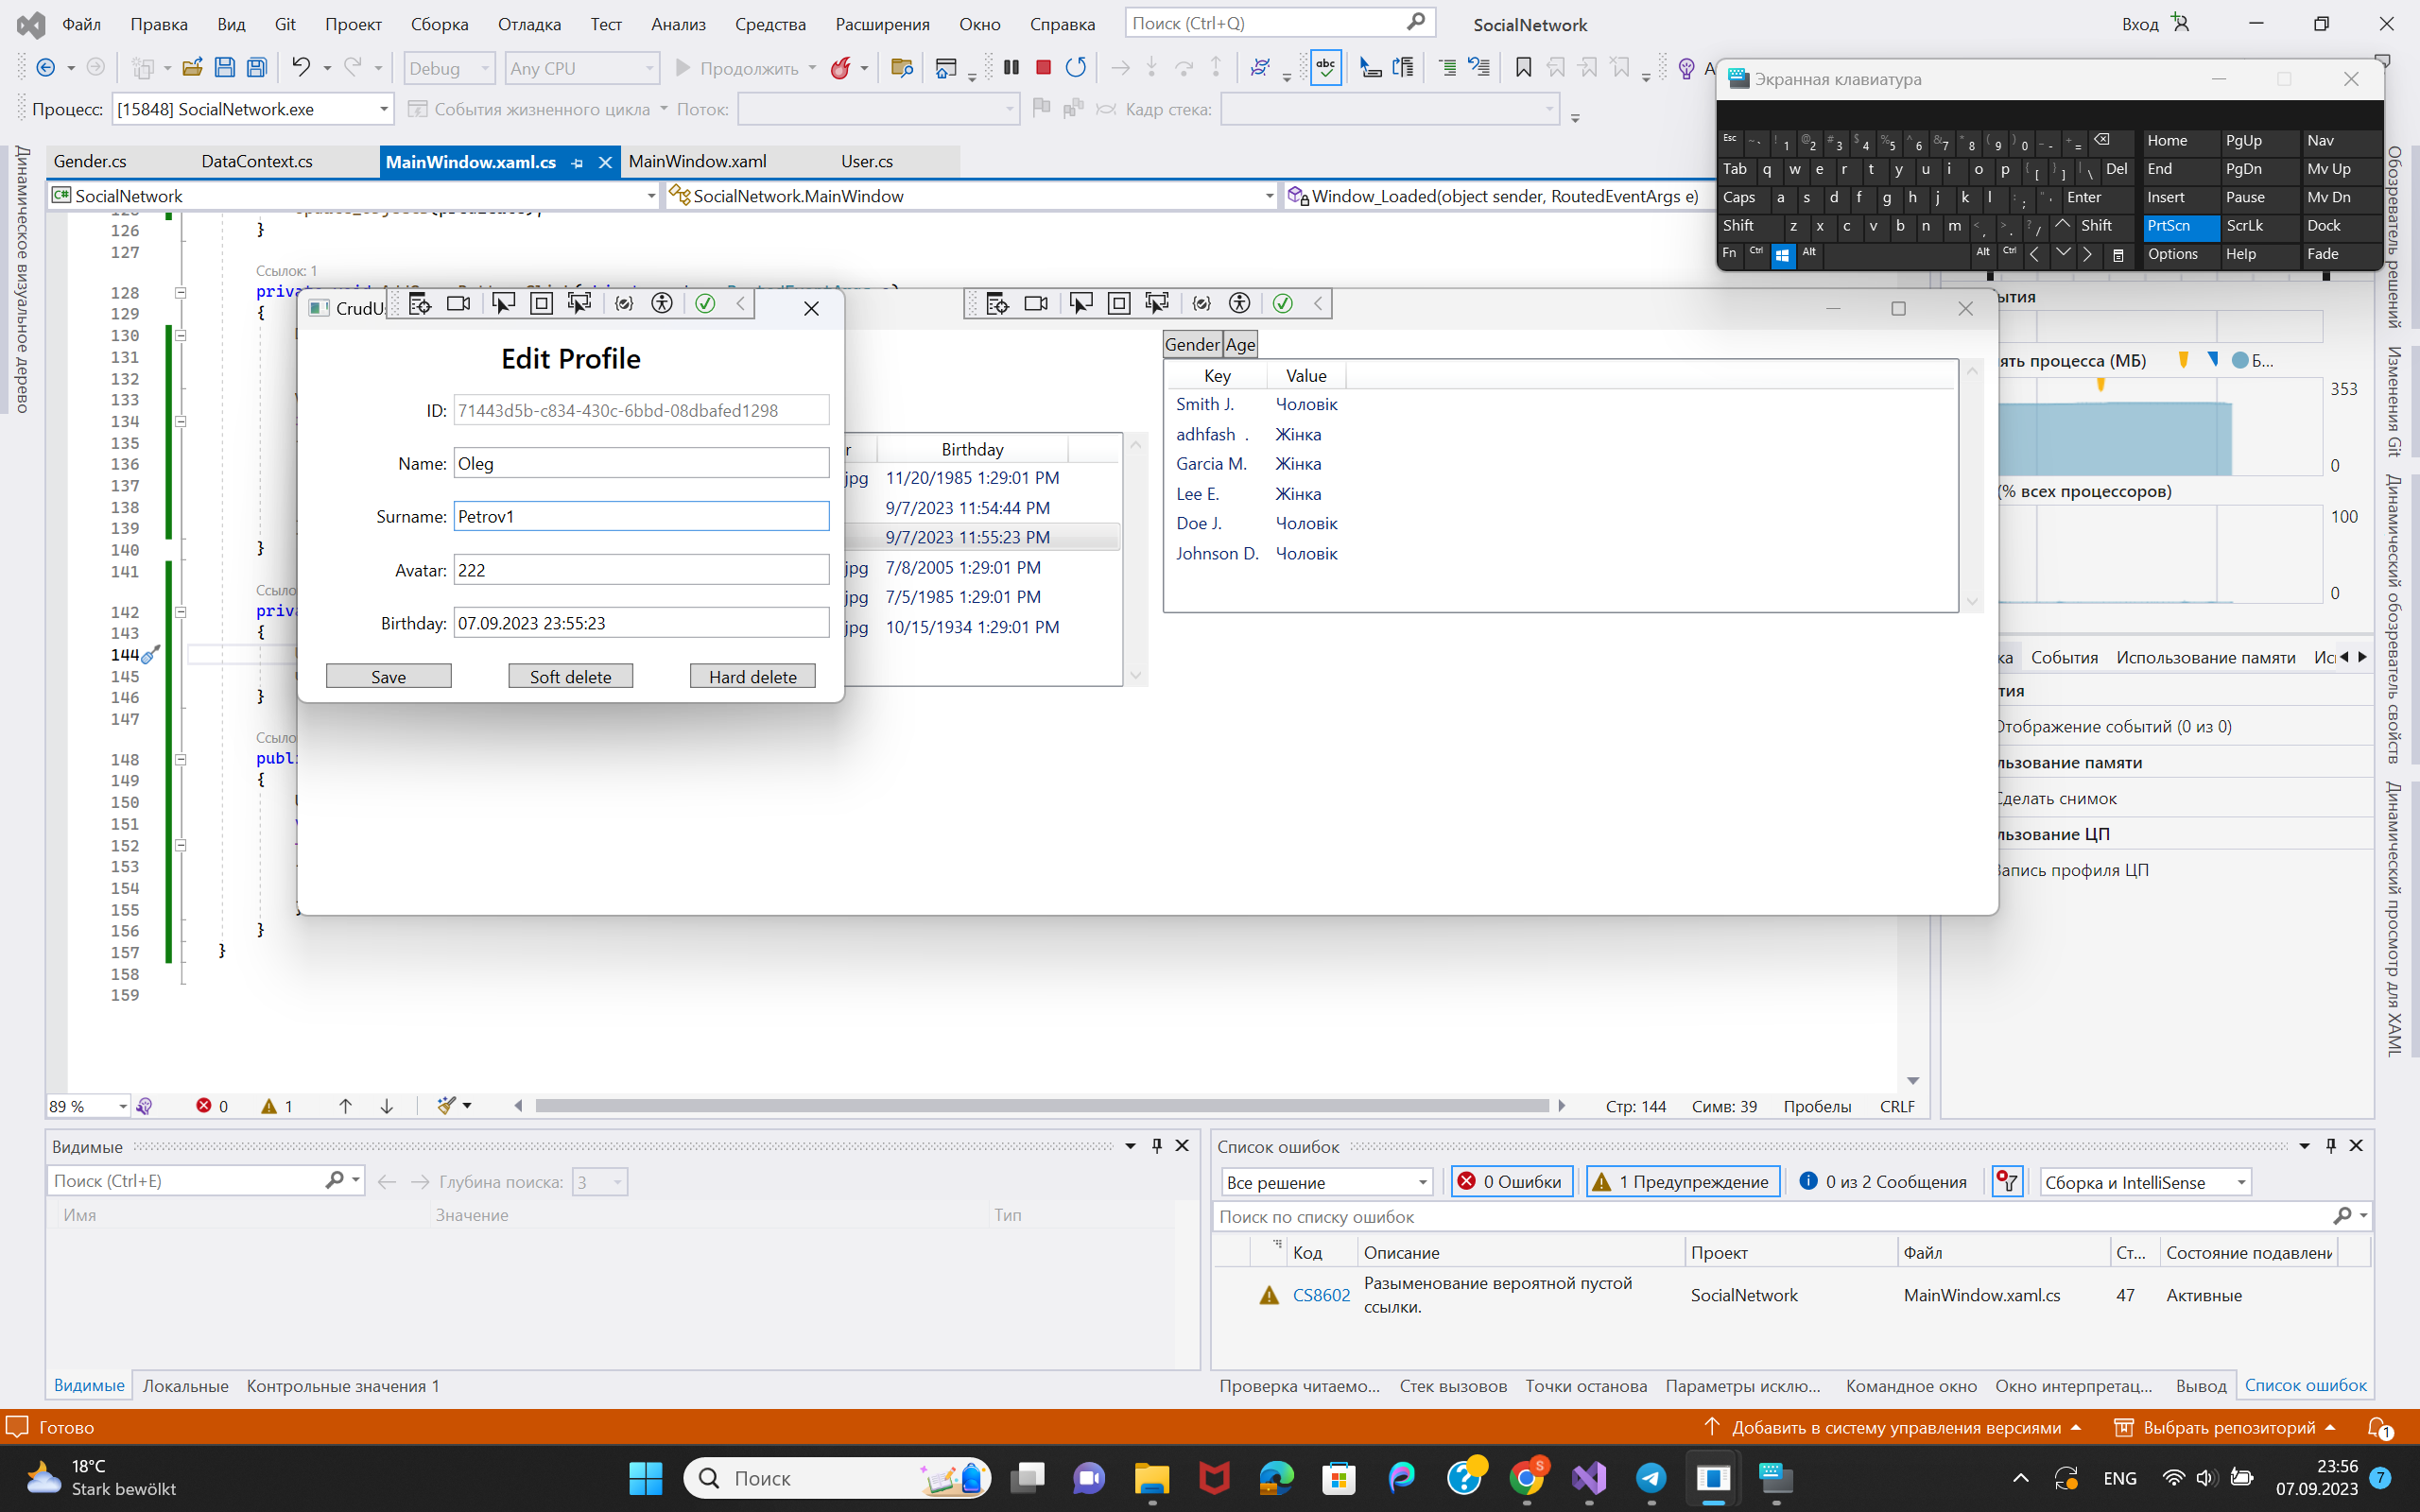 Файл Правка Вид Git Проект Сборка Отладка Тест Анализ Средства Расширения Окно Справка Поиск (Ctrl+Q) SocialNetwork Вход
Debug Any CPU Продолжить
Процесс: [15848] SocialNetwork.exe События жизненного цикла Поток: Кадр стека:
Экранная клавиатура
Esc ~ ` ! 1 @ 2 # 3 $ 4 % 5 ^ 6 & 7 * 8 ( 9 ) 0 - + = Home PgUp Nav
Tab q w e r t y u i o p { [ } ] | \ Del End PgDn Mv Up
Caps a s d f g h j k l : ; " ' Enter Insert Pause Mv Dn
Shift z x c v b n m < , > . ? / Shift PrtScn ScrLk Dock
Fn Ctrl Alt Alt Ctrl Options Help Fade
Gender.cs DataContext.cs MainWindow.xaml.cs MainWindow.xaml User.cs
SocialNetwork SocialNetwork.MainWindow Window_Loaded(object sender, RoutedEventArgs e)
Динамическое визуальное дерево
Обозреватель решений
Изменения Git
Динамический обозреватель свойств
Динамический просмотр для XAML
126 }
127
Ссылок: 1
128
129 {
130
131
132
133
134
135
136
137
138
139
140 }
141
142 priv
143 {
144
145
146 }
147
148 publ
149 {
150
151
152
153
154
155
156 }
157 }
158
159
CrudU
Edit Profile
ID: 71443d5b-c834-430c-6bbd-08dbafed1298
Name: Oleg
Surname: Petrov1
Avatar: 222
Birthday: 07.09.2023 23:55:23
Save Soft delete Hard delete
r Birthday
jpg 11/20/1985 1:29:01 PM
9/7/2023 11:54:44 PM
9/7/2023 11:55:23 PM
jpg 7/8/2005 1:29:01 PM
jpg 7/5/1985 1:29:01 PM
jpg 10/15/1934 1:29:01 PM
Gender Age
Key Value
Smith J. Чоловік
adhfash . Жінка
Garcia M. Жінка
Lee E. Жінка
Doe J. Чоловік
Johnson D. Чоловік
ытия
ять процесса (МБ) Б...
353
0
(% всех процессоров)
100
0
ка События Использование памяти Ис
тия
Отображение событий (0 из 0)
льзование памяти
Сделать снимок
льзование ЦП
Запись профиля ЦП
89 % 0 1 Стр: 144 Симв: 39 Пробелы CRLF
Видимые
Поиск (Ctrl+E) Глубина поиска: 3
Имя Значение Тип
Видимые Локальные Контрольные значения 1
Список ошибок
Все решение 0 Ошибки 1 Предупреждение 0 из 2 Сообщения Сборка и IntelliSense
Поиск по списку ошибок
Код Описание Проект Файл Ст... Состояние подавлени
CS8602 Разыменование вероятной пустой ссылки. SocialNetwork MainWindow.xaml.cs 47 Активные
Проверка читаемо... Стек вызовов Точки останова Параметры исклю... Командное окно Окно интерпретац... Вывод Список ошибок
Готово Добавить в систему управления версиями Выбрать репозиторий 1
18°C
Stark bewölkt
Поиск
ENG
23:56
07.09.2023
7